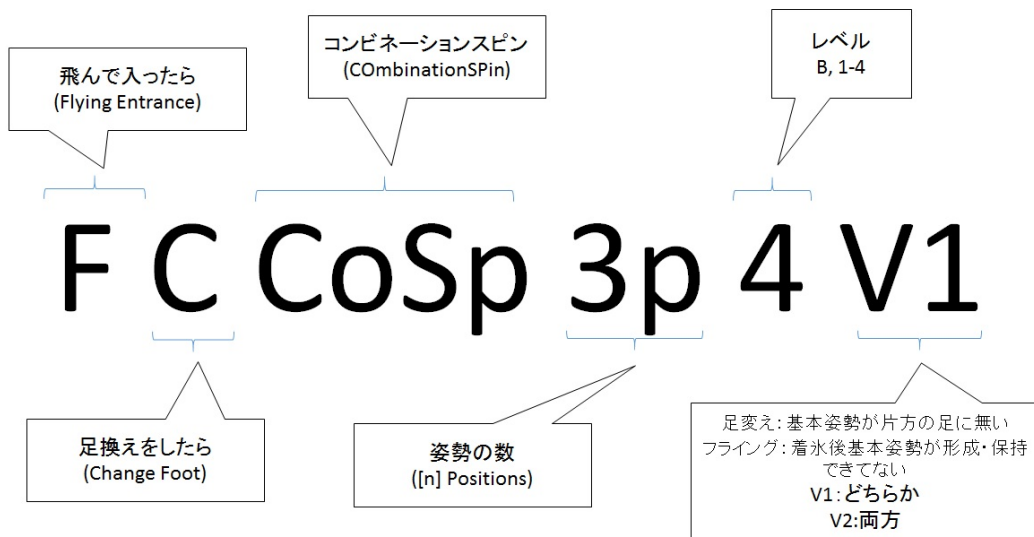 飛んで入ったら
(Flying Entrance)
コンビネーションスピン
(COmbinationSPin)
レベル
B, 1-4
F C CoSp 3p 4 V1
足換えをしたら
(Change Foot)
姿勢の数
([n] Positions)
足変え：基本姿勢が片方の足に無い
フライング：着氷後基本姿勢が形成・保持
できてない
V1：どちらか
V2：両方